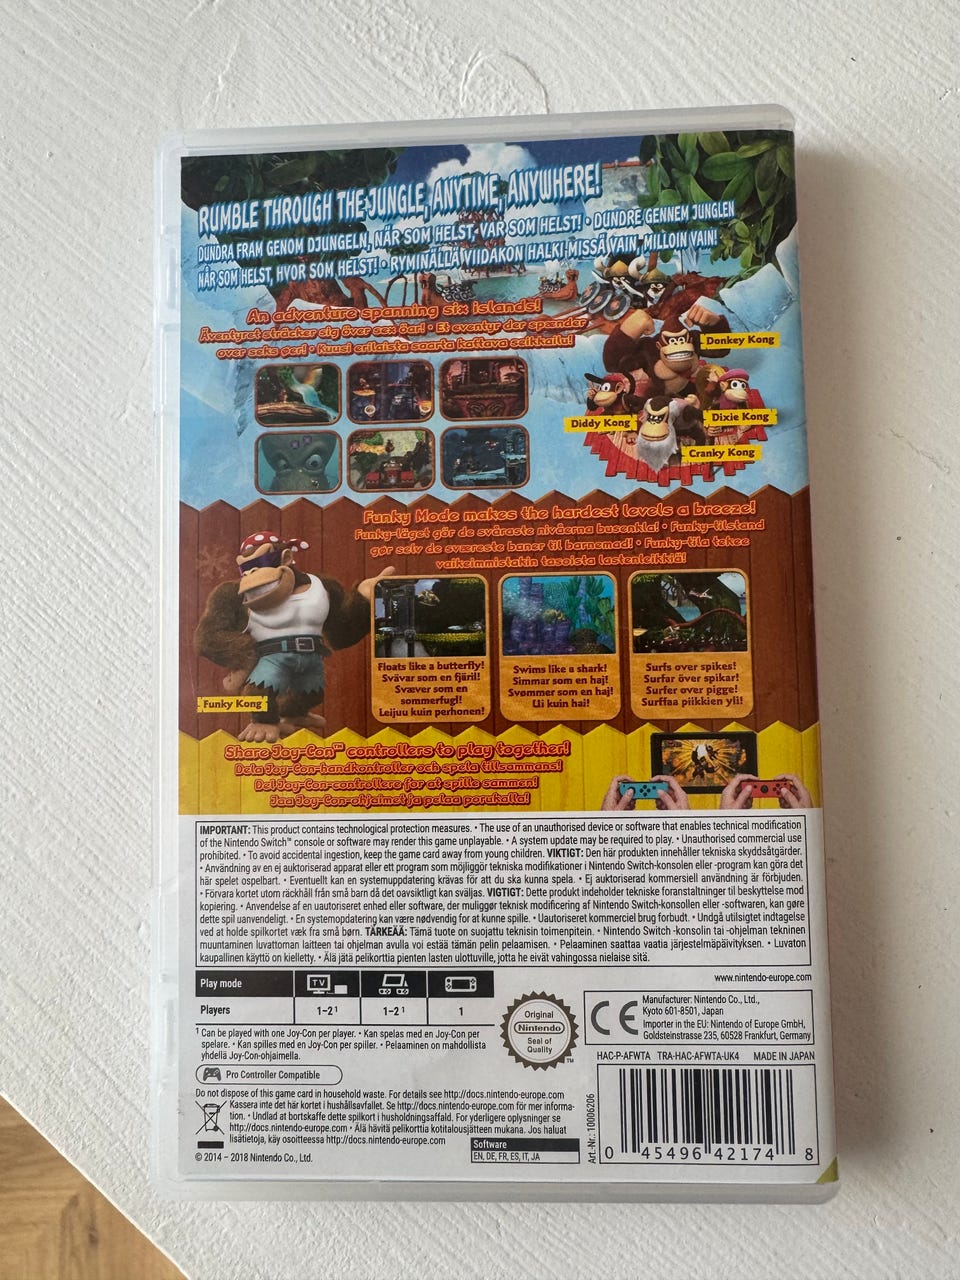 RUMBLE THROUGH THE JUNGLE, ANYTIME, ANYWHERE!
DUNDRA FRAM GENOM DJUNGELN, NÄR SOM HELST, VAR SOM HELST! • DUNDRE GENNEM JUNGLEN
NÅR SOM HELST, HVOR SOM HELST! • RYMINÄLLÄ VIIDAKON HALKI MISSÄ VAIN, MILLOIN VAIN!
An adventure spanning six islands!
Äventyret sträcker sig över sex öar! • Et eventyr der spænder
over seks øer! • Kuusi erilaista saarta kattava seikkailu!
Donkey Kong
Diddy Kong
Dixie Kong
Cranky Kong
Funky Mode makes the hardest levels a breeze!
Funky-läget gör de svåraste nivåerna busenkla! • Funky-tilstand
gør selv de sværeste baner til barnemad! • Funky-tila tekee
vaikeimmistakin tasoista lastenleikkiä!
Floats like a butterfly!
Svävar som en fjäril!
Svæver som en
sommerfugl!
Leijuu kuin perhonen!
Swims like a shark!
Simmar som en haj!
Svømmer som en haj!
Ui kuin hai!
Surfs over spikes!
Surfar över spikar!
Surfer over pigge!
Surffaa piikkien yli!
Funky Kong
Share Joy-Con™ controllers to play together!
Dela Joy-Con-handkontroller och spela tillsammans!
Del Joy-Con-controllere for at spille sammen!
Jaa Joy-Con-ohjaimet ja pelaa porukalla!
IMPORTANT: This product contains technological protection measures. • The use of an unauthorised device or software that enables technical modification
of the Nintendo Switch™ console or software may render this game unplayable. • A system update may be required to play. • Unauthorised commercial use
prohibited. • To avoid accidental ingestion, keep the game card away from young children. VIKTIGT: Den här produkten innehåller tekniska skyddsåtgärder.
• Användning av en ej auktoriserad apparat eller ett program som möjliggör tekniska modifikationer i Nintendo Switch-konsolen eller -program kan göra det
här spelet ospelbart. • Eventuellt kan en systemuppdatering krävas för att du ska kunna spela. • Ej auktoriserad kommersiell användning är förbjuden.
• Förvara kortet utom räckhåll från små barn då det oavsiktligt kan sväljas. VIGTIGT: Dette produkt indeholder tekniske foranstaltninger til beskyttelse mod
kopiering. • Anvendelse af en uautoriseret enhed eller software, der muliggør teknisk modificering af Nintendo Switch-konsollen eller -softwaren, kan gøre
dette spil uanvendeligt. • En systemopdatering kan være nødvendig for at kunne spille. • Uautoriseret kommerciel brug forbudt. • Undgå utilsigtet indtagelse
ved at holde spilkortet væk fra små børn. TÄRKEÄÄ: Tämä tuote on suojattu teknisin toimenpitein. • Nintendo Switch -konsolin tai -ohjelman tekninen
muuntaminen luvattoman laitteen tai ohjelman avulla voi estää tämän pelin pelaamisen. • Pelaaminen saattaa vaatia järjestelmäpäivityksen. • Luvaton
kaupallinen käyttö on kielletty. • Älä jätä pelikorttia pienten lasten ulottuville, jotta he eivät vahingossa nielaise sitä.
www.nintendo-europe.com
Play mode
TV
Players
1–2¹
1–2¹
1
¹ Can be played with one Joy-Con per player. • Kan spelas med en Joy-Con per
spelare. • Kan spilles med en Joy-Con per spiller. • Pelaaminen on mahdollista
yhdellä Joy-Con-ohjaimella.
Pro Controller Compatible
Original
Nintendo
Seal of
Quality
TM
CE
Manufacturer: Nintendo Co., Ltd.,
Kyoto 601-8501, Japan
Importer in the EU: Nintendo of Europe GmbH,
Goldsteinstrasse 235, 60528 Frankfurt, Germany
HAC-P-AFWTA TRA-HAC-AFWTA-UK4 MADE IN JAPAN
Do not dispose of this game card in household waste. For details see http://docs.nintendo-europe.com
Kassera inte det här kortet i hushållsavfallet. Se http://docs.nintendo-europe.com för mer informa-
tion. • Undlad at bortskaffe dette spilkort i husholdningsaffald. For yderligere oplysninger se
http://docs.nintendo-europe.com • Älä hävitä pelikorttia kotitalousjätteen mukana. Jos haluat
lisätietoja, käy osoitteessa http://docs.nintendo-europe.com
© 2014 – 2018 Nintendo Co., Ltd.
Software
EN, DE, FR, ES, IT, JA
Art.-Nr.: 10006206
0 45496 42174 8